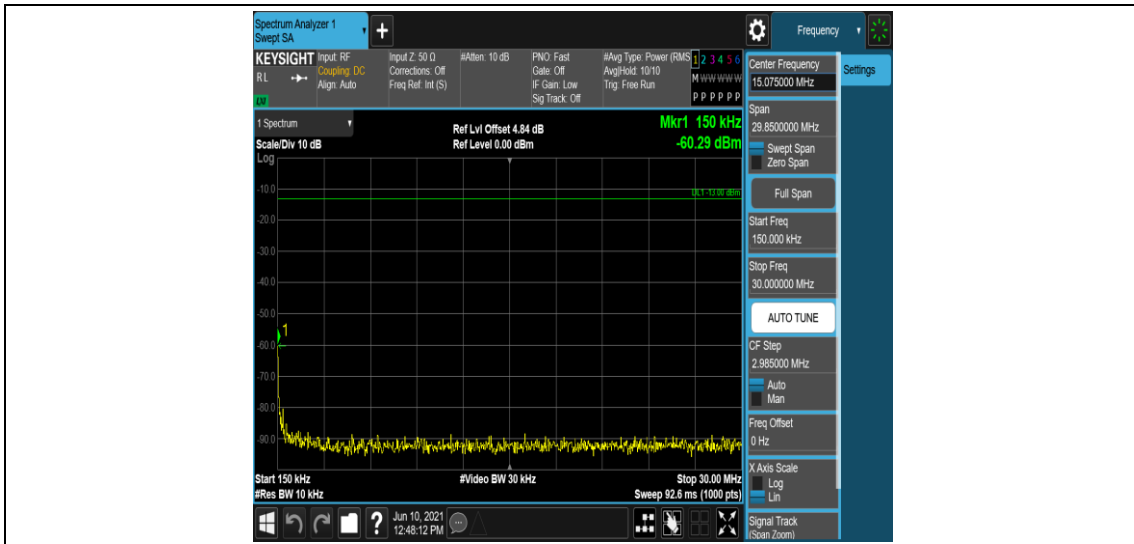 Spectrum Analyzer 1
Swept SA
+
Frequency
KEYSIGHT
RL
Input: RF
Coupling: DC
Align: Auto
Input Z: 50 Ω
Corrections: Off
Freq Ref: Int (S)
#Atten: 10 dB
PNO: Fast
Gate: Off
IF Gain: Low
Sig Track: Off
#Avg Type: Power (RMS
Avg|Hold: 10/10
Trig: Free Run
1 2 3 4 5 6
M W W W W W
P P P P P P
Center Frequency
15.075000 MHz
Settings
Span
29.8500000 MHz
Swept Span
Zero Span
Full Span
Start Freq
150.000 kHz
Stop Freq
30.000000 MHz
AUTO TUNE
CF Step
2.985000 MHz
Auto
Man
Freq Offset
0 Hz
X Axis Scale
Log
Lin
Signal Track
(Span Zoom)
1 Spectrum
Scale/Div 10 dB
Log
Ref Lvl Offset 4.84 dB
Ref Level 0.00 dBm
Mkr1 150 kHz
-60.29 dBm
DL1 -13.00 dBm
-10.0
-20.0
-30.0
-40.0
-50.0
1
-60.0
-70.0
-80.0
-90.0
Start 150 kHz
#Res BW 10 kHz
#Video BW 30 kHz
Stop 30.00 MHz
Sweep 92.6 ms (1000 pts)
?
Jun 10, 2021
12:48:12 PM